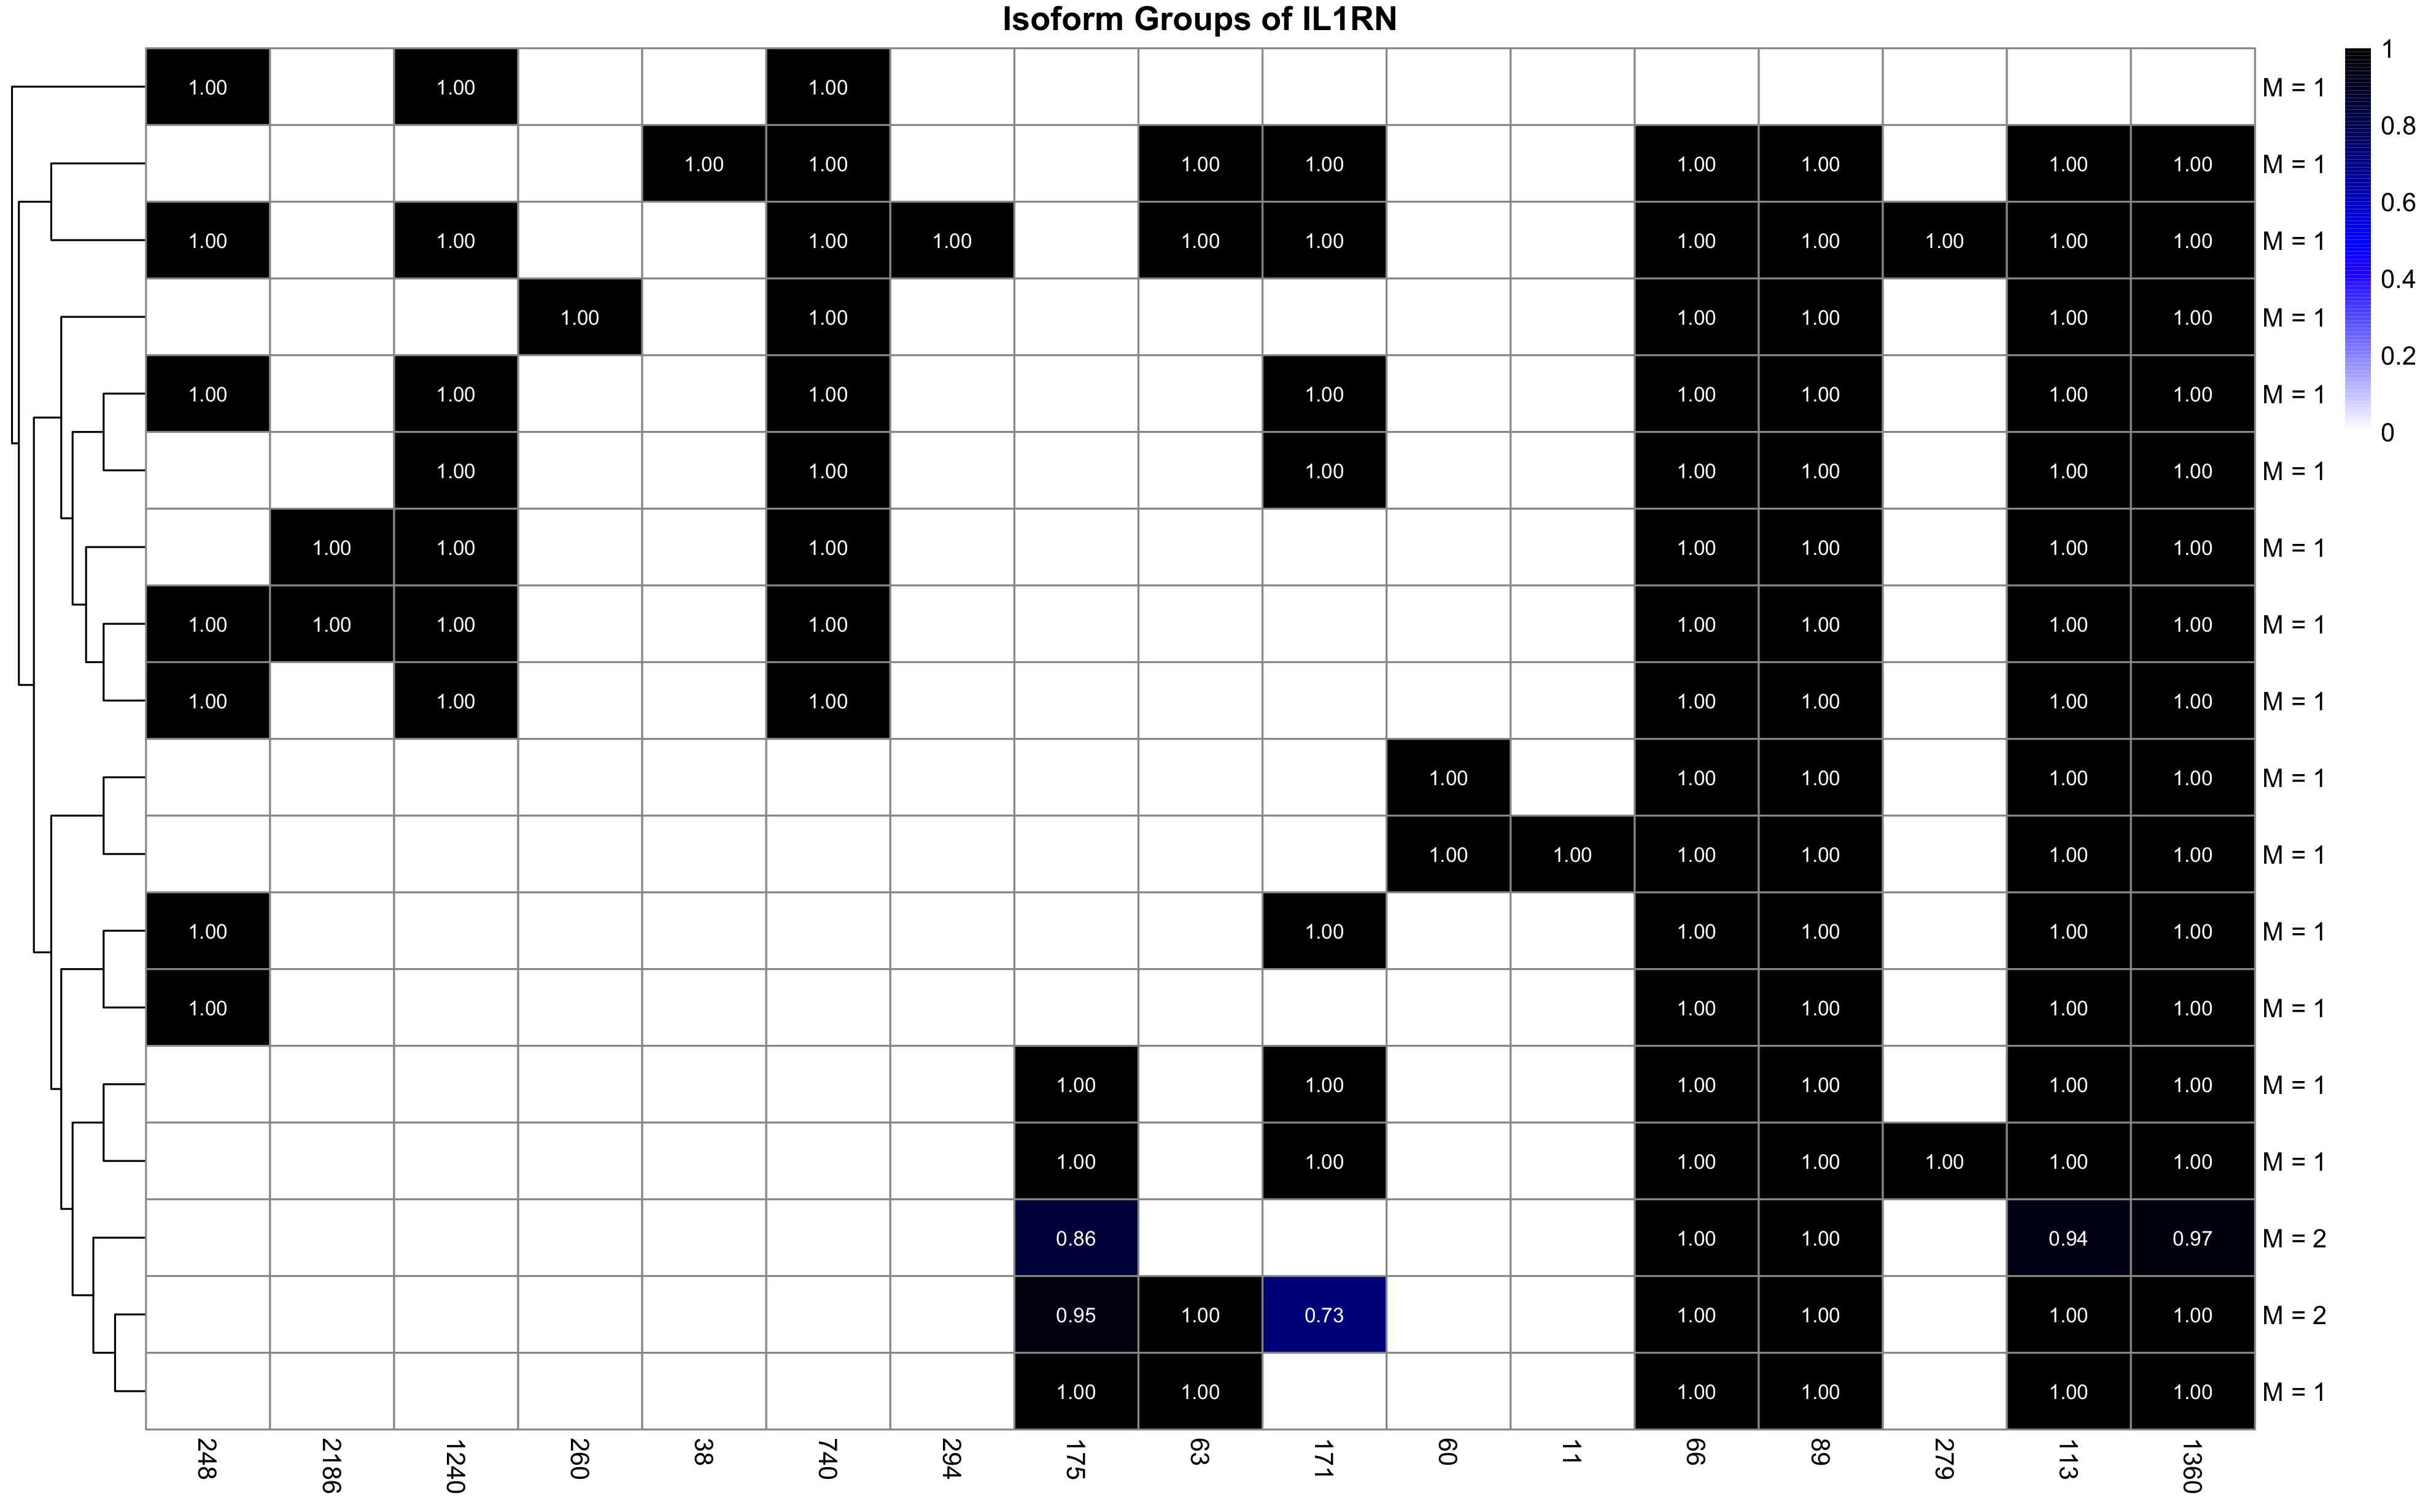 Isoform Groups of IL1RN
1.00 1.00 1.00 M = 1
1.00 1.00 1.00 1.00 1.00 1.00 1.00 1.00 M = 1
1.00 1.00 1.00 1.00 1.00 1.00 1.00 1.00 1.00 1.00 1.00 M = 1
1.00 1.00 1.00 1.00 1.00 1.00 M = 1
1.00 1.00 1.00 1.00 1.00 1.00 1.00 1.00 M = 1
1.00 1.00 1.00 1.00 1.00 1.00 1.00 M = 1
1.00 1.00 1.00 1.00 1.00 1.00 1.00 M = 1
1.00 1.00 1.00 1.00 1.00 1.00 1.00 1.00 M = 1
1.00 1.00 1.00 1.00 1.00 1.00 1.00 M = 1
1.00 1.00 1.00 1.00 1.00 M = 1
1.00 1.00 1.00 1.00 1.00 1.00 M = 1
1.00 1.00 1.00 1.00 1.00 1.00 M = 1
1.00 1.00 1.00 1.00 1.00 M = 1
1.00 1.00 1.00 1.00 1.00 1.00 M = 1
1.00 1.00 1.00 1.00 1.00 1.00 1.00 M = 1
0.86 1.00 1.00 0.94 0.97 M = 2
0.95 1.00 0.73 1.00 1.00 1.00 1.00 M = 2
1.00 1.00 1.00 1.00 1.00 1.00 M = 1
248 2186 1240 260 38 740 294 175 63 171 60 11 66 89 279 113 1360
1
0.8
0.6
0.4
0.2
0